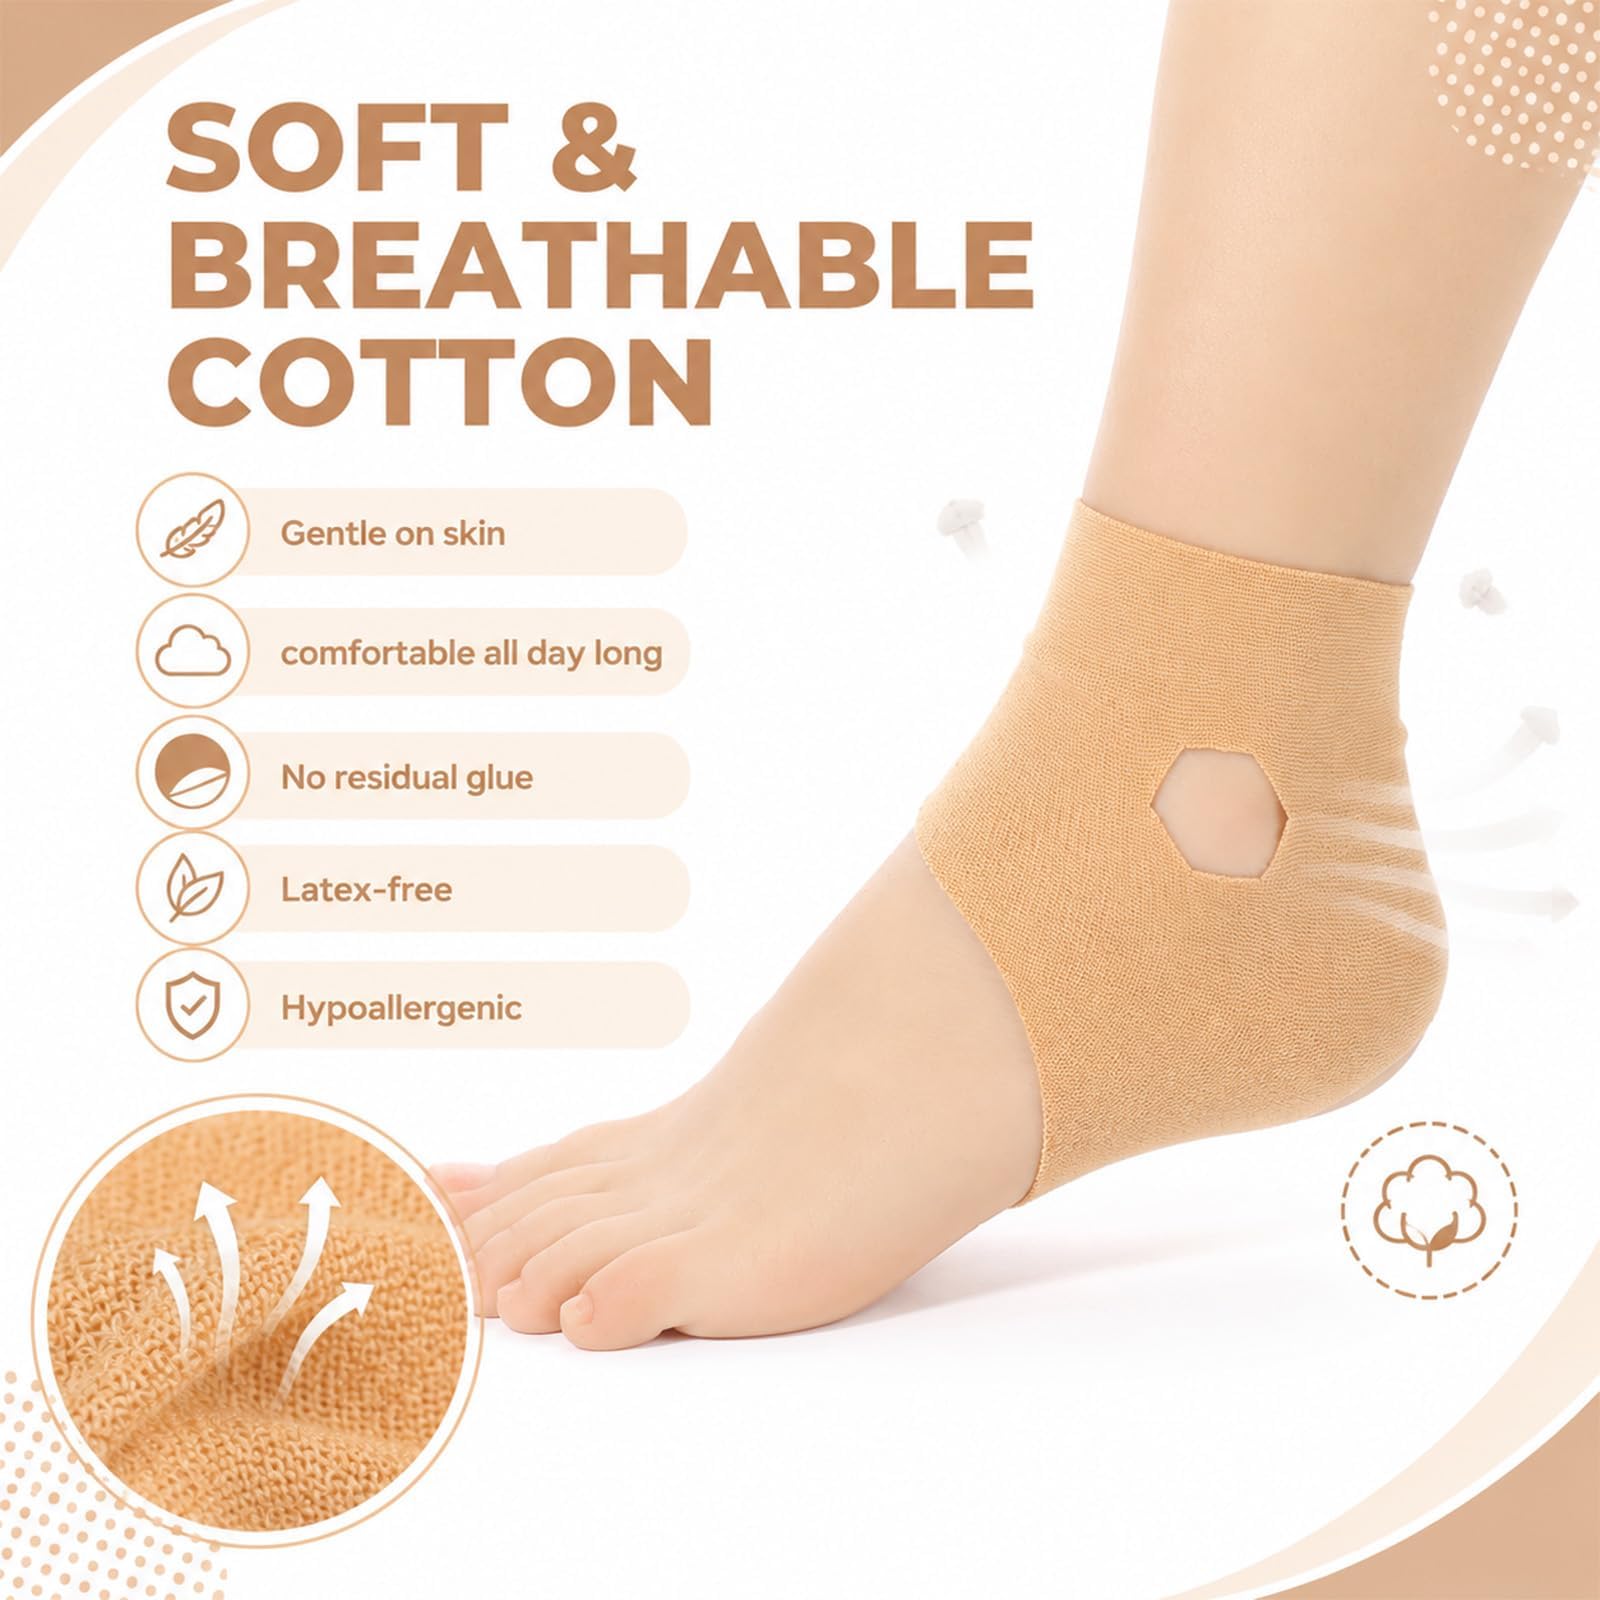 SOFT &
BREATHABLE
COTTON
Gentle on skin
comfortable all day long
No residual glue
Latex-free
Hypoallergenic